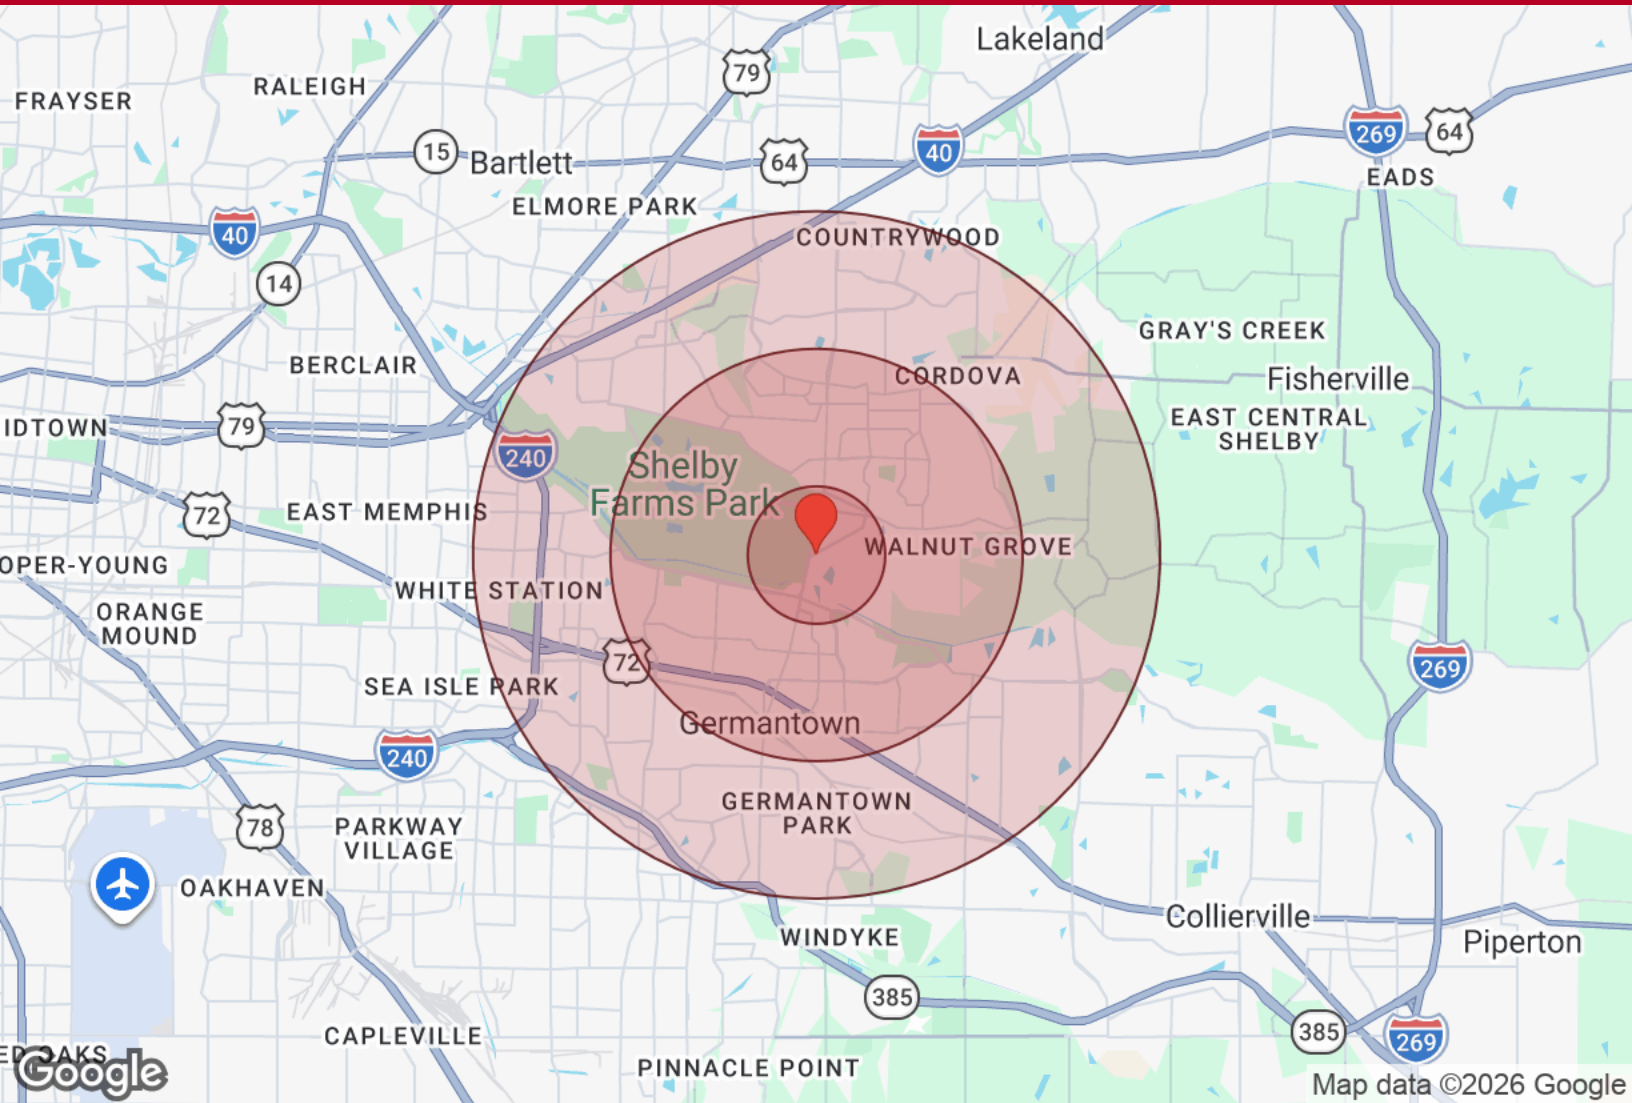 Lakeland
79
RALEIGH
FRAYSER
269
64
15
Bartlett
64
40
EADS
ELMORE PARK
40
COUNTRYWOOD
14
GRAY'S CREEK
BERCLAIR
CORDOVA
Fisherville
79
IDTOWN
EAST CENTRAL
SHELBY
240
Shelby
Farms Park
72
EAST MEMPHIS
WALNUT GROVE
OPER-YOUNG
WHITE STATION
ORANGE
MOUND
72
269
SEA ISLE PARK
Germantown
240
GERMANTOWN
PARK
78
PARKWAY
VILLAGE
OAKHAVEN
Collierville
WINDYKE
Piperton
385
CAPLEVILLE
385
269
ED OAKS
PINNACLE POINT
Google
Map data ©2026 Google